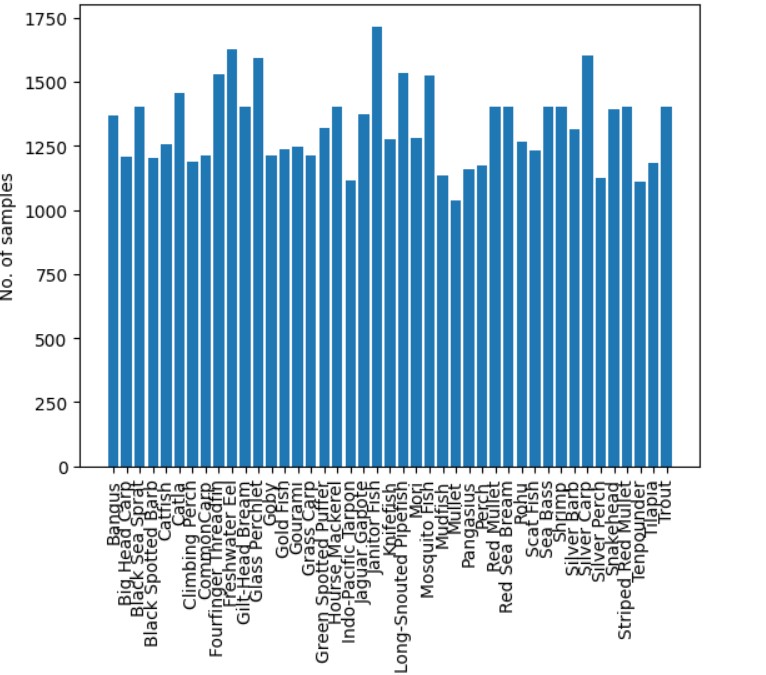 1750
1500
1250
1000
750
500
250
0
No. of samples
Bangus
Big Head Carp
Black Sea Sprat
Black Spotted Barb
Catfish
Catla
Climbing Perch
CommonCarp
Fourfinger Threadfin
Freshwater Eel
Gilt-Head Bream
Glass Perchlet
Goby
Gold Fish
Gourami
Grass Carp
Green Spotted Puffer
Hourse Mackerel
Indo-Pacific Tarpon
Jaguar Gapote
Janitor Fish
Knifefish
Long-Snouted Pipefish
Mori
Mosquito Fish
Mudfish
Mullet
Pangasius
Perch
Red Mullet
Red Sea Bream
Rohu
Scat Fish
Sea Bass
Shrimp
Silver Barb
Silver Carp
Silver Perch
Snakehead
Striped Red Mullet
Tenpounder
Tilapia
Trout